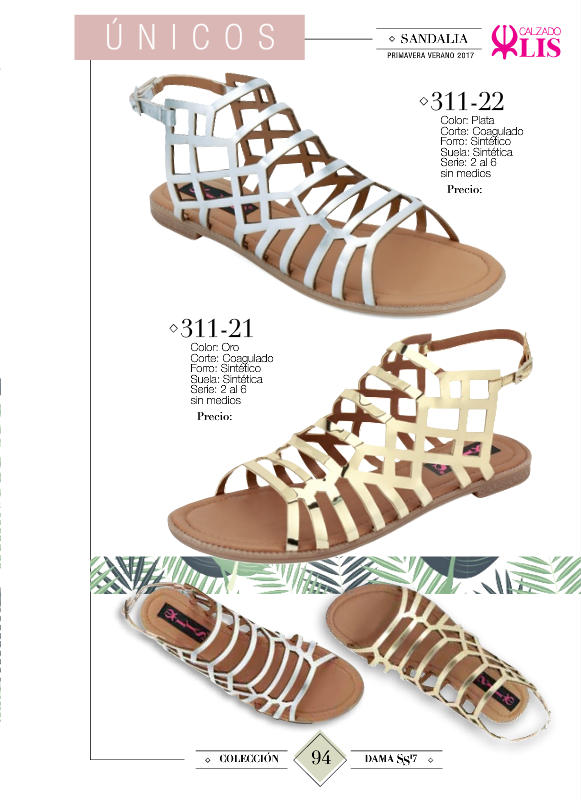 ÚNICOS
SANDALIA
PRIMAVERA VERANO 2017
CALZADO
LIS
311-22
Color: Plata
Corte: Coagulado
Forro: Sintético
Suela: Sintética
Serie: 2 al 6
sin medios
Precio:
311-21
Color: Oro
Corte: Coagulado
Forro: Sintético
Suela: Sintética
Serie: 2 al 6
sin medios
Precio:
COLECCIÓN
94
DAMA SS17